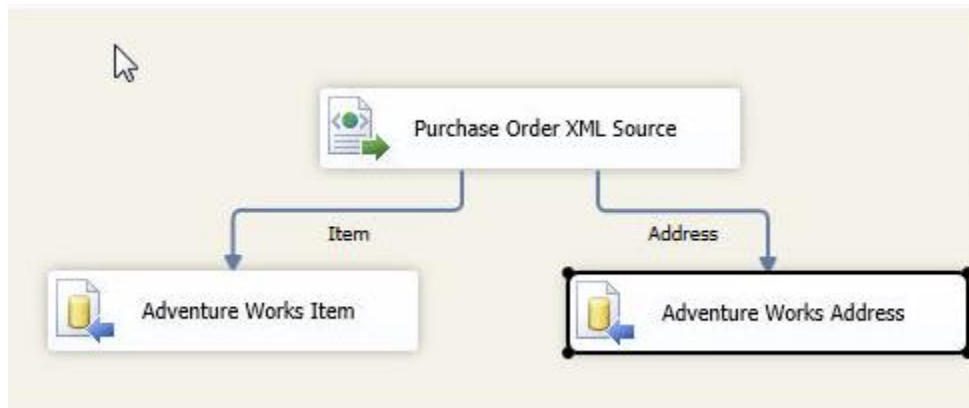 Purchase Order XML Source
Item
Address
Adventure Works Item
Adventure Works Address